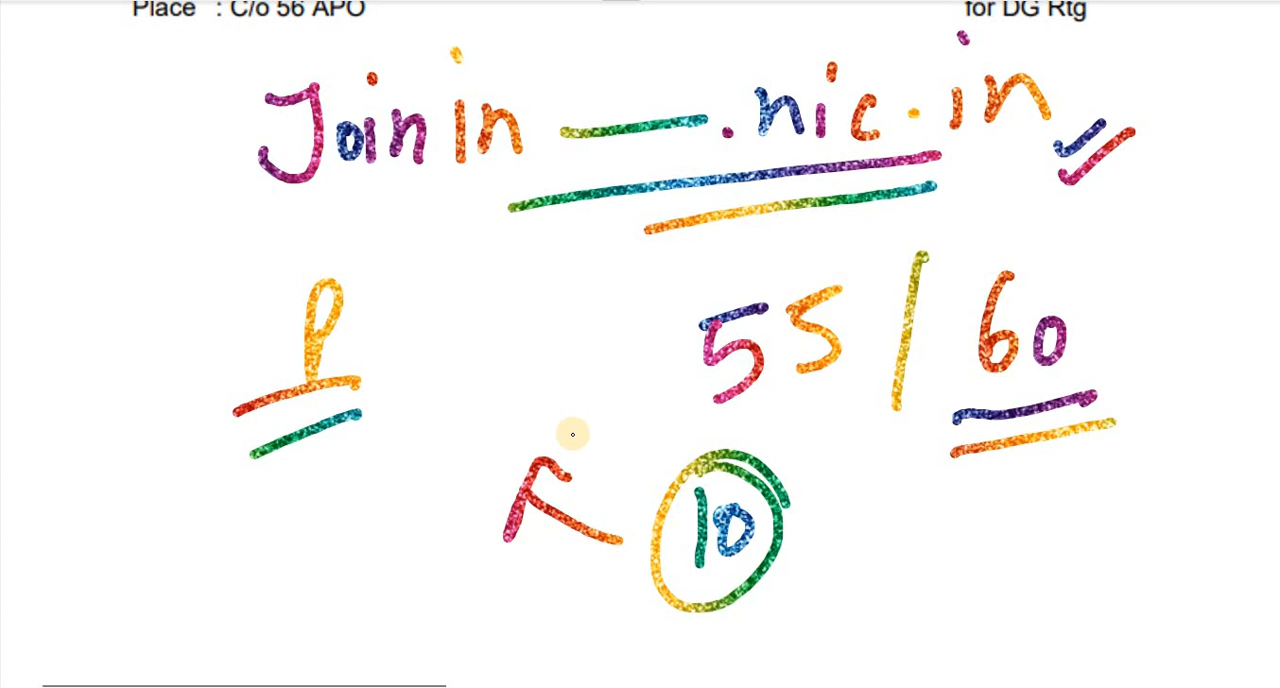 Place : C/o 56 APO for DG Rtg
Join in — .nic.in
P 55 / 60
R 10